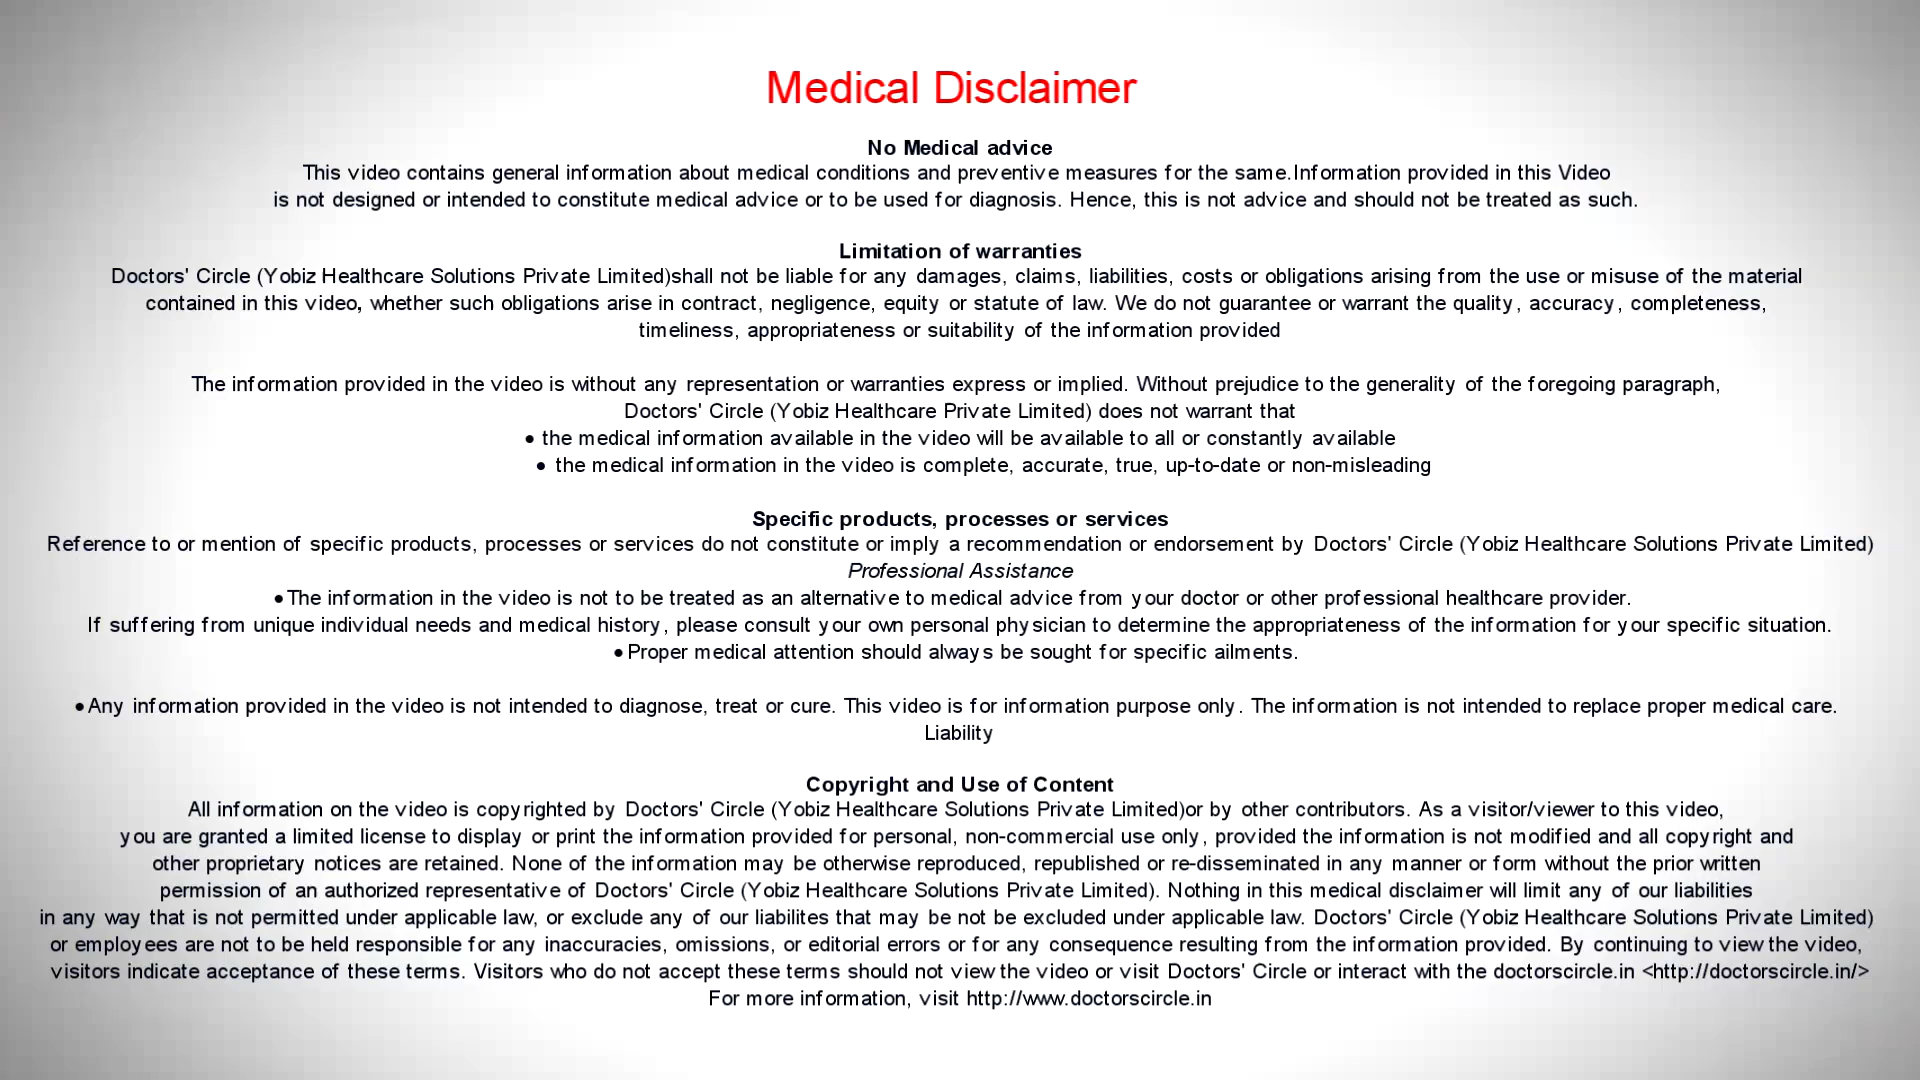 Medical Disclaimer
No Medical advice
This video contains general information about medical conditions and preventive measures for the same.Information provided in this Video
is not designed or intended to constitute medical advice or to be used for diagnosis. Hence, this is not advice and should not be treated as such.
Limitation of warranties
Doctors' Circle (Yobiz Healthcare Solutions Private Limited)shall not be liable for any damages, claims, liabilities, costs or obligations arising from the use or misuse of the material
contained in this video, whether such obligations arise in contract, negligence, equity or statute of law. We do not guarantee or warrant the quality, accuracy, completeness,
timeliness, appropriateness or suitability of the information provided
The information provided in the video is without any representation or warranties express or implied. Without prejudice to the generality of the foregoing paragraph,
Doctors' Circle (Yobiz Healthcare Private Limited) does not warrant that
• the medical information available in the video will be available to all or constantly available
• the medical information in the video is complete, accurate, true, up-to-date or non-misleading
Specific products, processes or services
Reference to or mention of specific products, processes or services do not constitute or imply a recommendation or endorsement by Doctors' Circle (Yobiz Healthcare Solutions Private Limited)
Professional Assistance
•The information in the video is not to be treated as an alternative to medical advice from your doctor or other professional healthcare provider.
If suffering from unique individual needs and medical history, please consult your own personal physician to determine the appropriateness of the information for your specific situation.
•Proper medical attention should always be sought for specific ailments.
•Any information provided in the video is not intended to diagnose, treat or cure. This video is for information purpose only. The information is not intended to replace proper medical care.
Liability
Copyright and Use of Content
All information on the video is copyrighted by Doctors' Circle (Yobiz Healthcare Solutions Private Limited)or by other contributors. As a visitor/viewer to this video,
you are granted a limited license to display or print the information provided for personal, non-commercial use only, provided the information is not modified and all copyright and
other proprietary notices are retained. None of the information may be otherwise reproduced, republished or re-disseminated in any manner or form without the prior written
permission of an authorized representative of Doctors' Circle (Yobiz Healthcare Solutions Private Limited). Nothing in this medical disclaimer will limit any of our liabilities
in any way that is not permitted under applicable law, or exclude any of our liabilites that may be not be excluded under applicable law. Doctors' Circle (Yobiz Healthcare Solutions Private Limited)
or employees are not to be held responsible for any inaccuracies, omissions, or editorial errors or for any consequence resulting from the information provided. By continuing to view the video,
visitors indicate acceptance of these terms. Visitors who do not accept these terms should not view the video or visit Doctors' Circle or interact with the doctorscircle.in <http://doctorscircle.in/>
For more information, visit http://www.doctorscircle.in